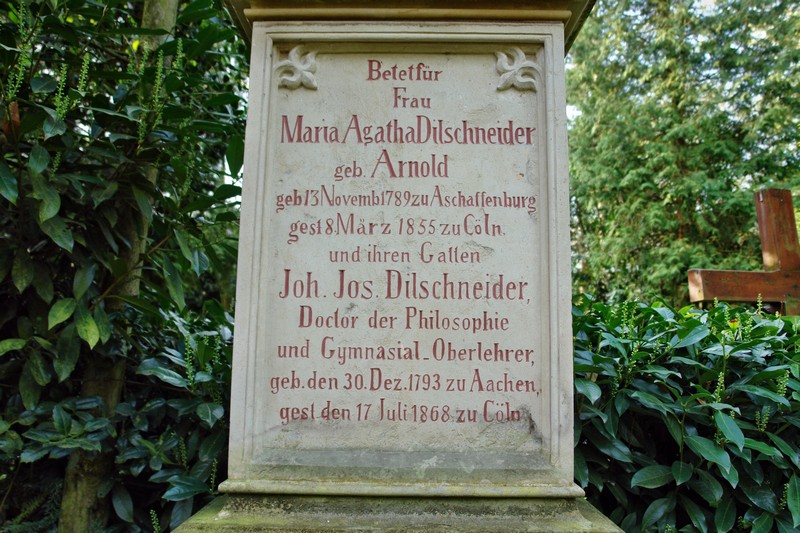 Betet für
Frau
Maria Agatha Dilschneider
geb. Arnold
geb 13 Novemb 1789 zu Aschaffenburg
gest 8 März 1855 zu Cöln.
und ihren Gatten
Joh. Jos. Dilschneider,
Doctor der Philosophie
und Gymnasial-Oberlehrer,
geb. den 30. Dez. 1793 zu Aachen,
gest den 17 Juli 1868 zu Cöln